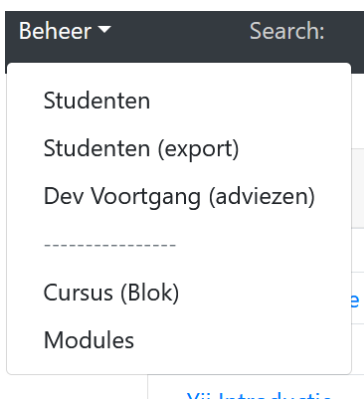 Beheer Search:
Studenten
Studenten (export)
Dev Voortgang (adviezen)
----------------
Cursus (Blok)
e
Modules